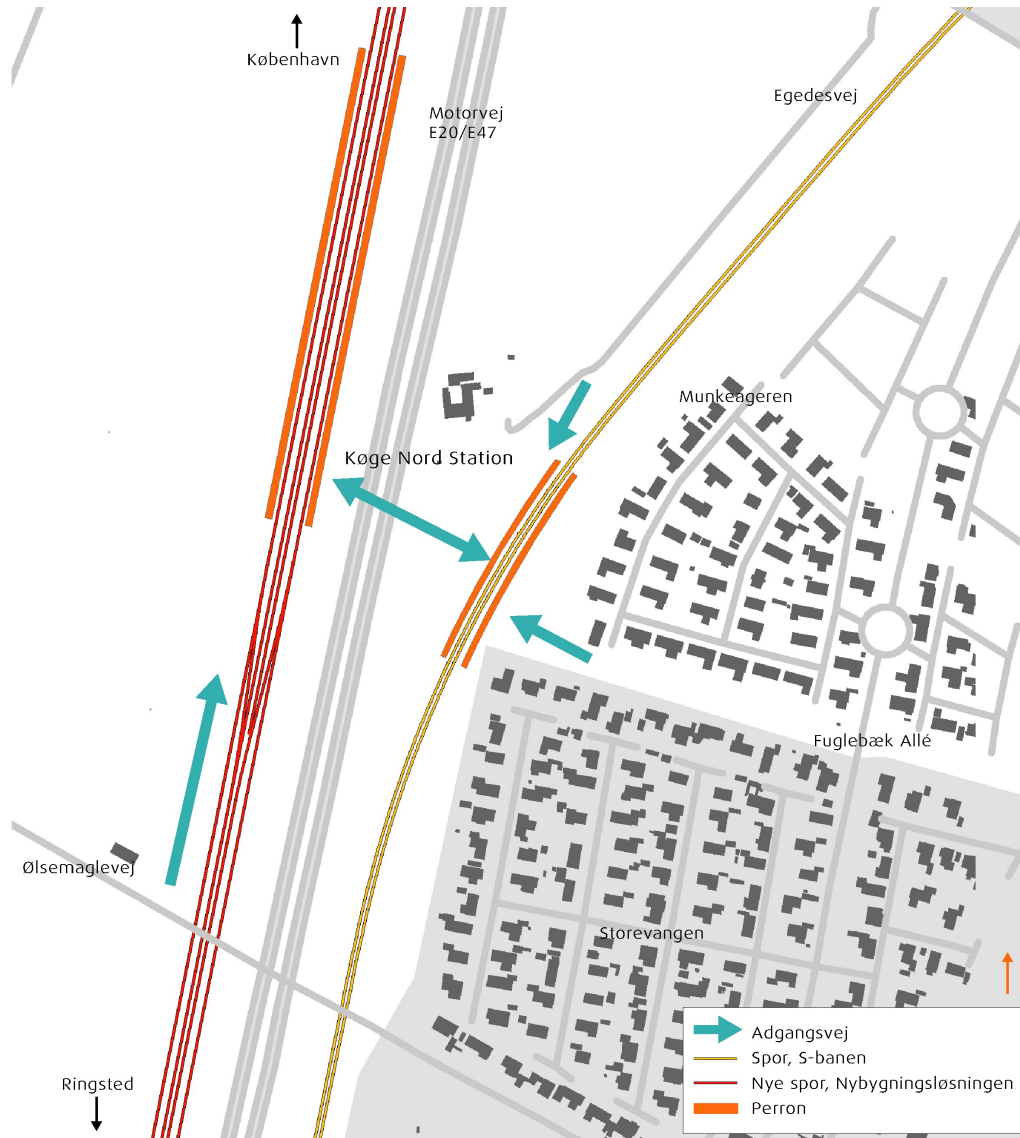 København
Egedesvej
Motorvej
E20/E47
Munkeageren
Køge Nord Station
Fuglebæk Allé
Ølsemaglevej
Storevangen
Adgangsvej
Spor, S-banen
Ringsted
Nye spor, Nybygningsløsningen
Perron